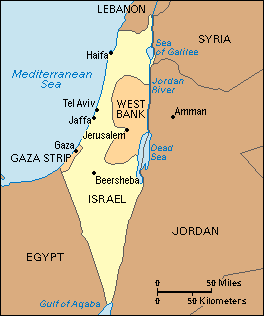 LEBANON
Haifa
Sea
of Galilee
SYRIA
Mediterranean
Sea
Jordan
River
Tel Aviv
WEST
BANK
Jaffa
Amman
Jerusalem
Gaza
GAZA STRIP
Dead
Sea
Beersheba
ISRAEL
JORDAN
EGYPT
Gulf of Aqaba
0 50 Miles
0 50 Kilometers